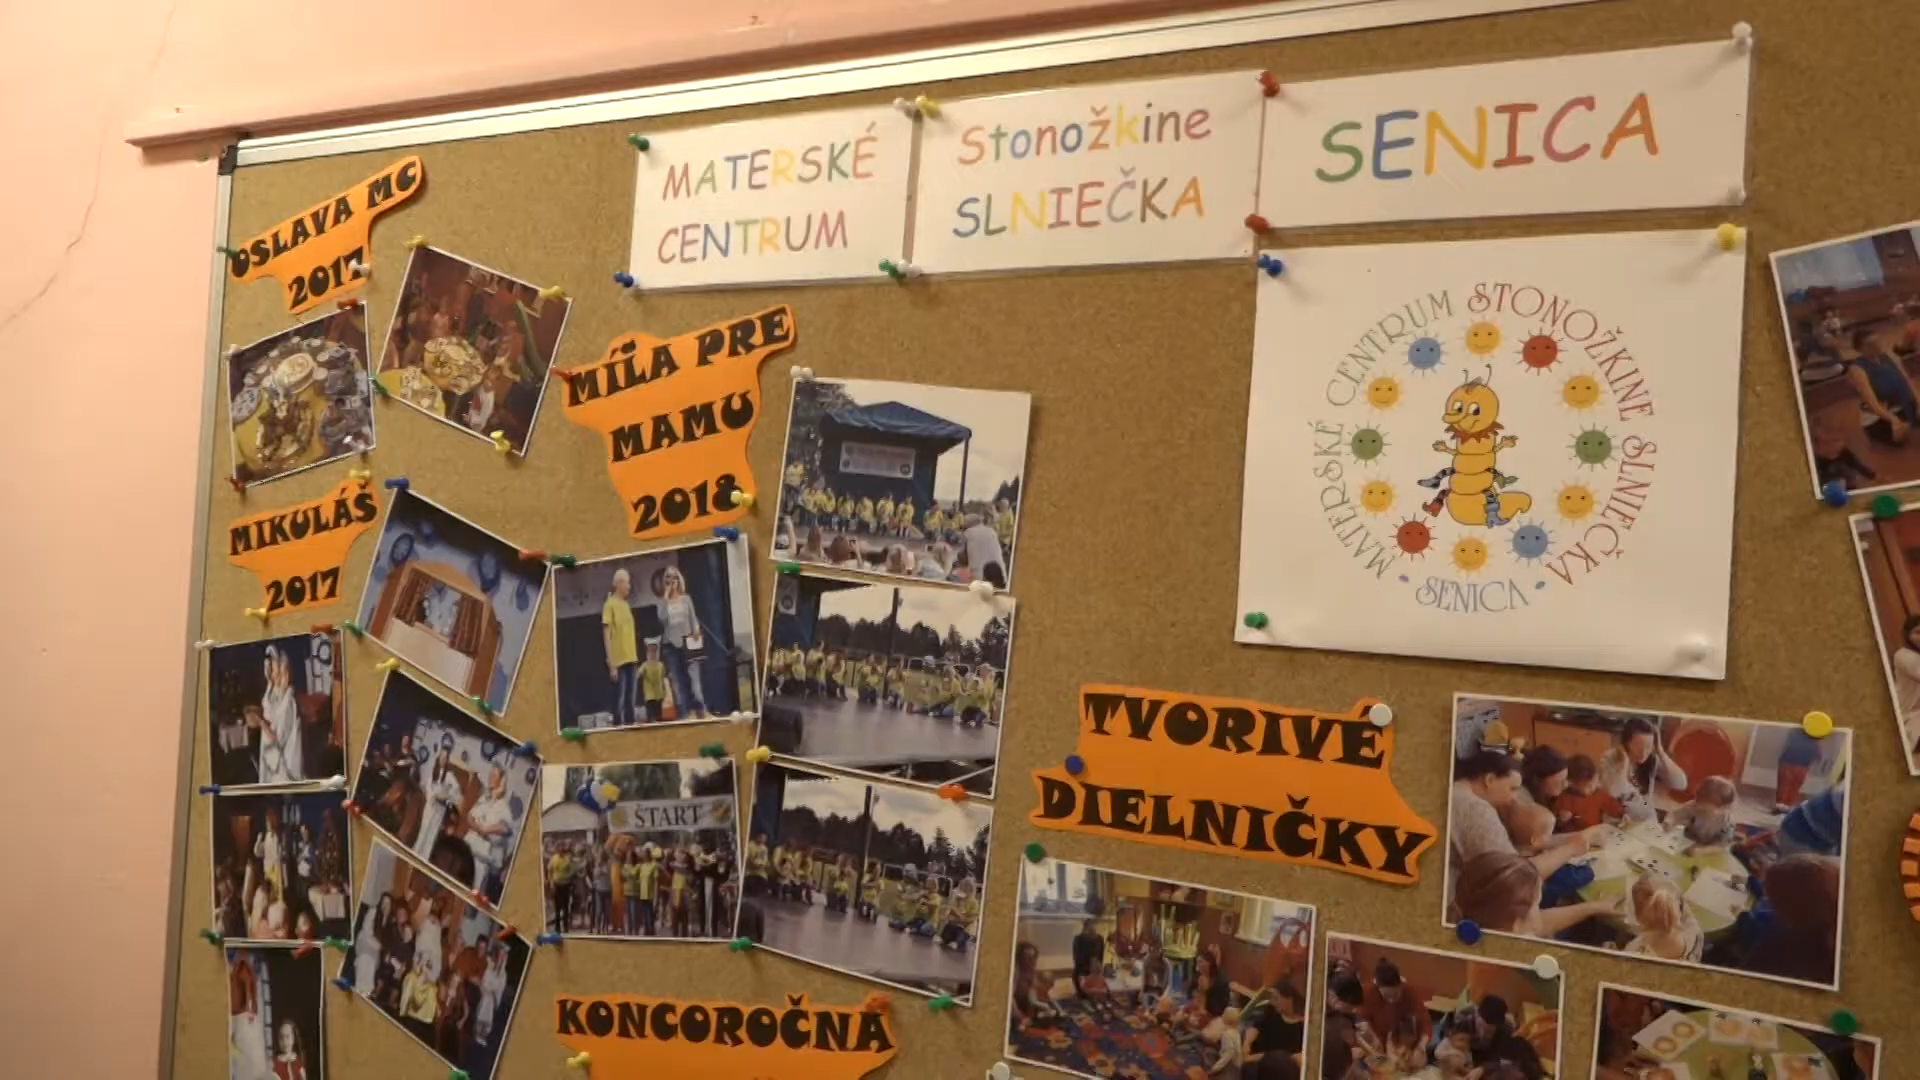 MATERSKÉ
CENTRUM
Stonožkine
SLNIEČKA
SENICA
OSLAVA MC
2017
MÍĽA PRE
MAMU
2018
MATERSKÉ CENTRUM STONOŽKINE SLNIEČKA
SENICA
MIKULÁŠ
2017
ŠTART
TVORIVÉ
DIELNIČKY
KONCOROČNÁ